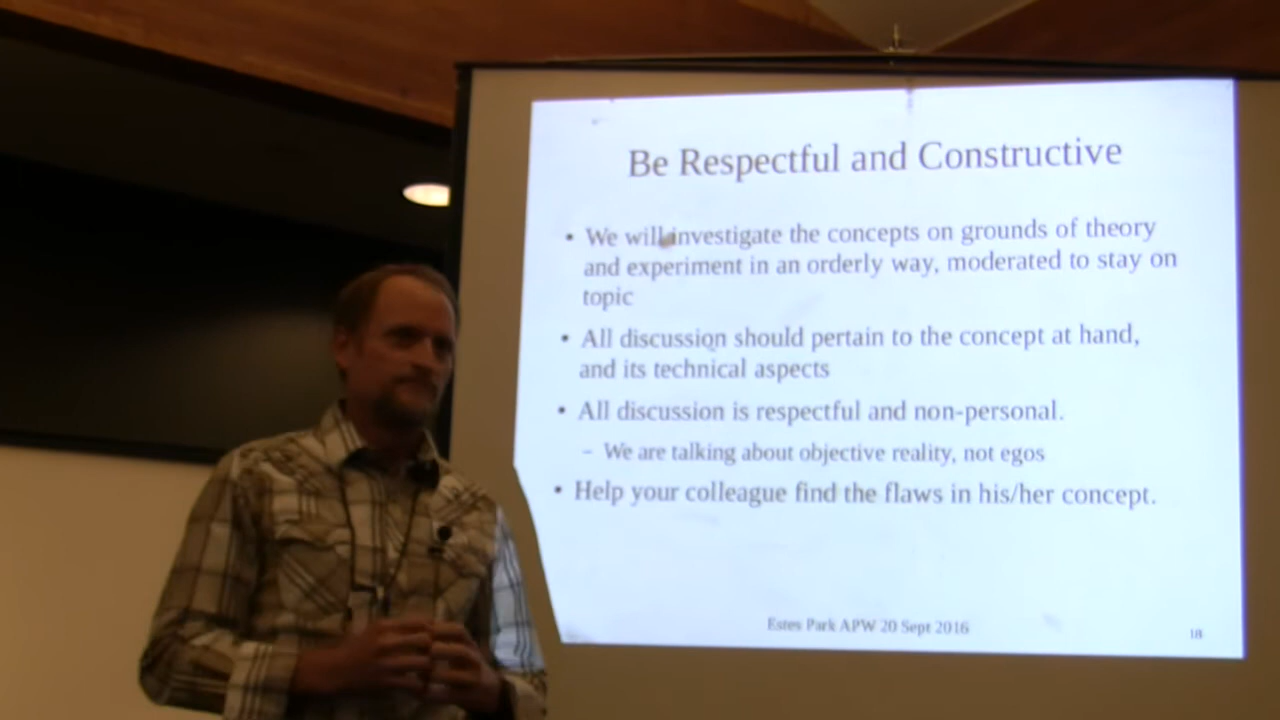 Be Respectful and Constructive
• We will investigate the concepts on grounds of theory
and experiment in an orderly way, moderated to stay on
topic
• All discussion should pertain to the concept at hand,
and its technical aspects
• All discussion is respectful and non-personal.
– We are talking about objective reality, not egos
• Help your colleague find the flaws in his/her concept.
Estes Park APW 20 Sept 2016
18